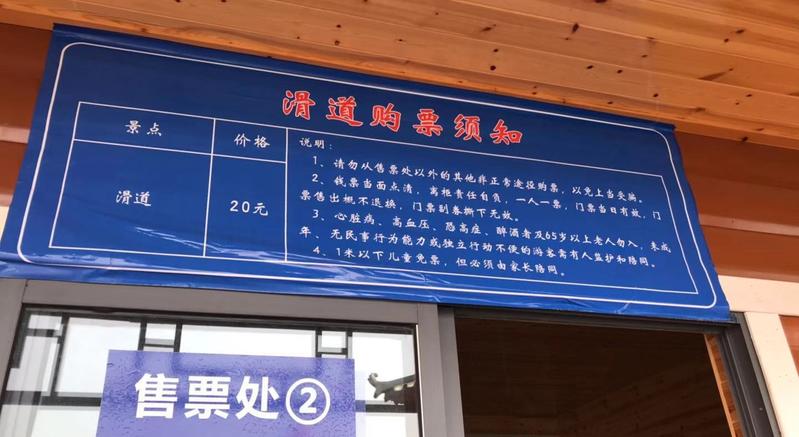 滑道购票须知
景点 价格
滑道 20元
说明：
1、请勿从售票处以外的其他非正常途径购票，以免上当受骗。
2、钱票当面点清，离柜责任自负，一人一票，门票当日有效，门
票售出概不退换，门票副券撕下无效。
3、心脏病、高血压、恐高症、醉酒者及65岁以上老人勿入，未成
年、无民事行为能力或独立行动不便的游客需有人监护和陪同。
4、1米以下儿童免票，但必须由家长陪同。
售票处②